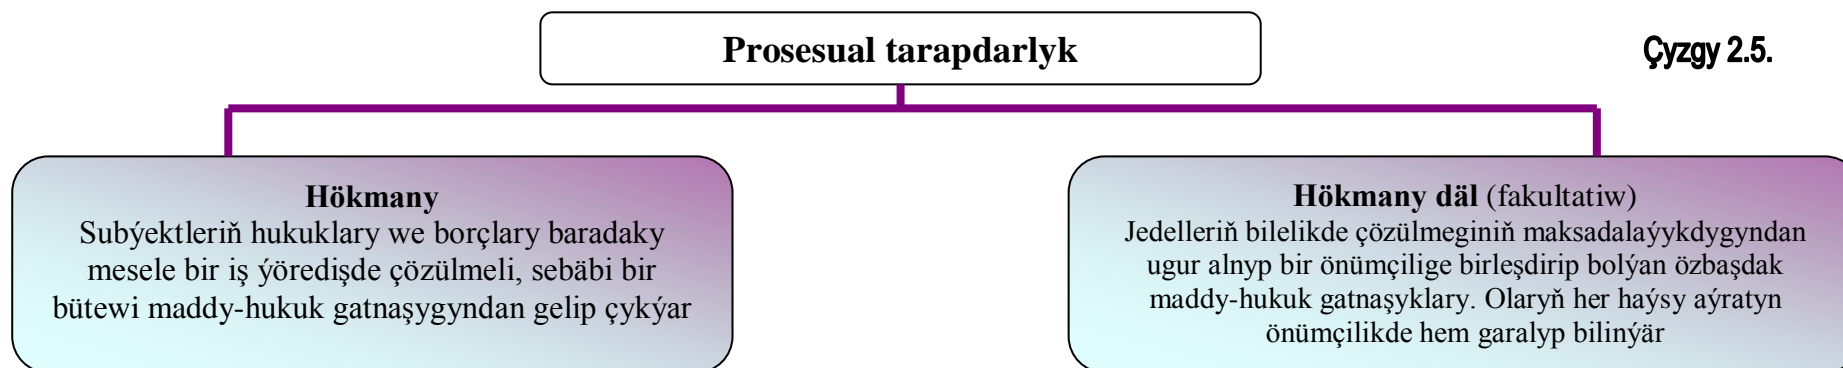 Prosesual tarapdarlyk
Çyzgy 2.5.
Hökmany
Subýektleriň hukuklary we borçlary baradaky
mesele bir iş ýöredişde çözülmeli, sebäbi bir
bütewi maddy-hukuk gatnaşygyndan gelip çykýar
Hökmany däl (fakultatiw)
Jedelleriň bilelikde çözülmeginiň maksadalaýykdygyndan
ugur alnyp bir önümçilige birleşdirip bolýan özbaşdak
maddy-hukuk gatnaşyklary. Olaryň her haýsy aýratyn
önümçilikde hem garalyp bilinýär